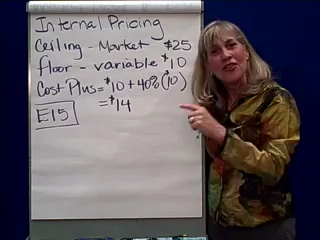 Internal Pricing
Ceiling - Market $25
floor - variable $10
Cost Plus = $10 + 40% ($10)
= $14
E15